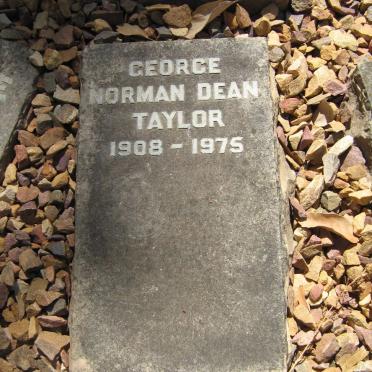 GEORGE
NORMAN DEAN
TAYLOR
1908 - 1975